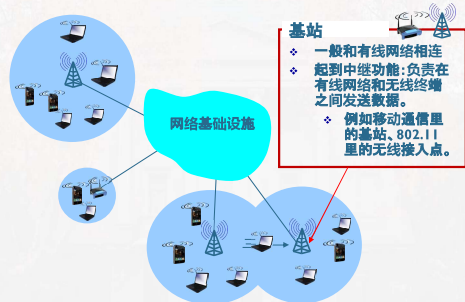 基站
❖ 一般和有线网络相连
❖ 起到中继功能:负责在
有线网络和无线终端
之间发送数据。
❖ 例如移动通信里
的基站、802.11
里的无线接入点。
网络基础设施